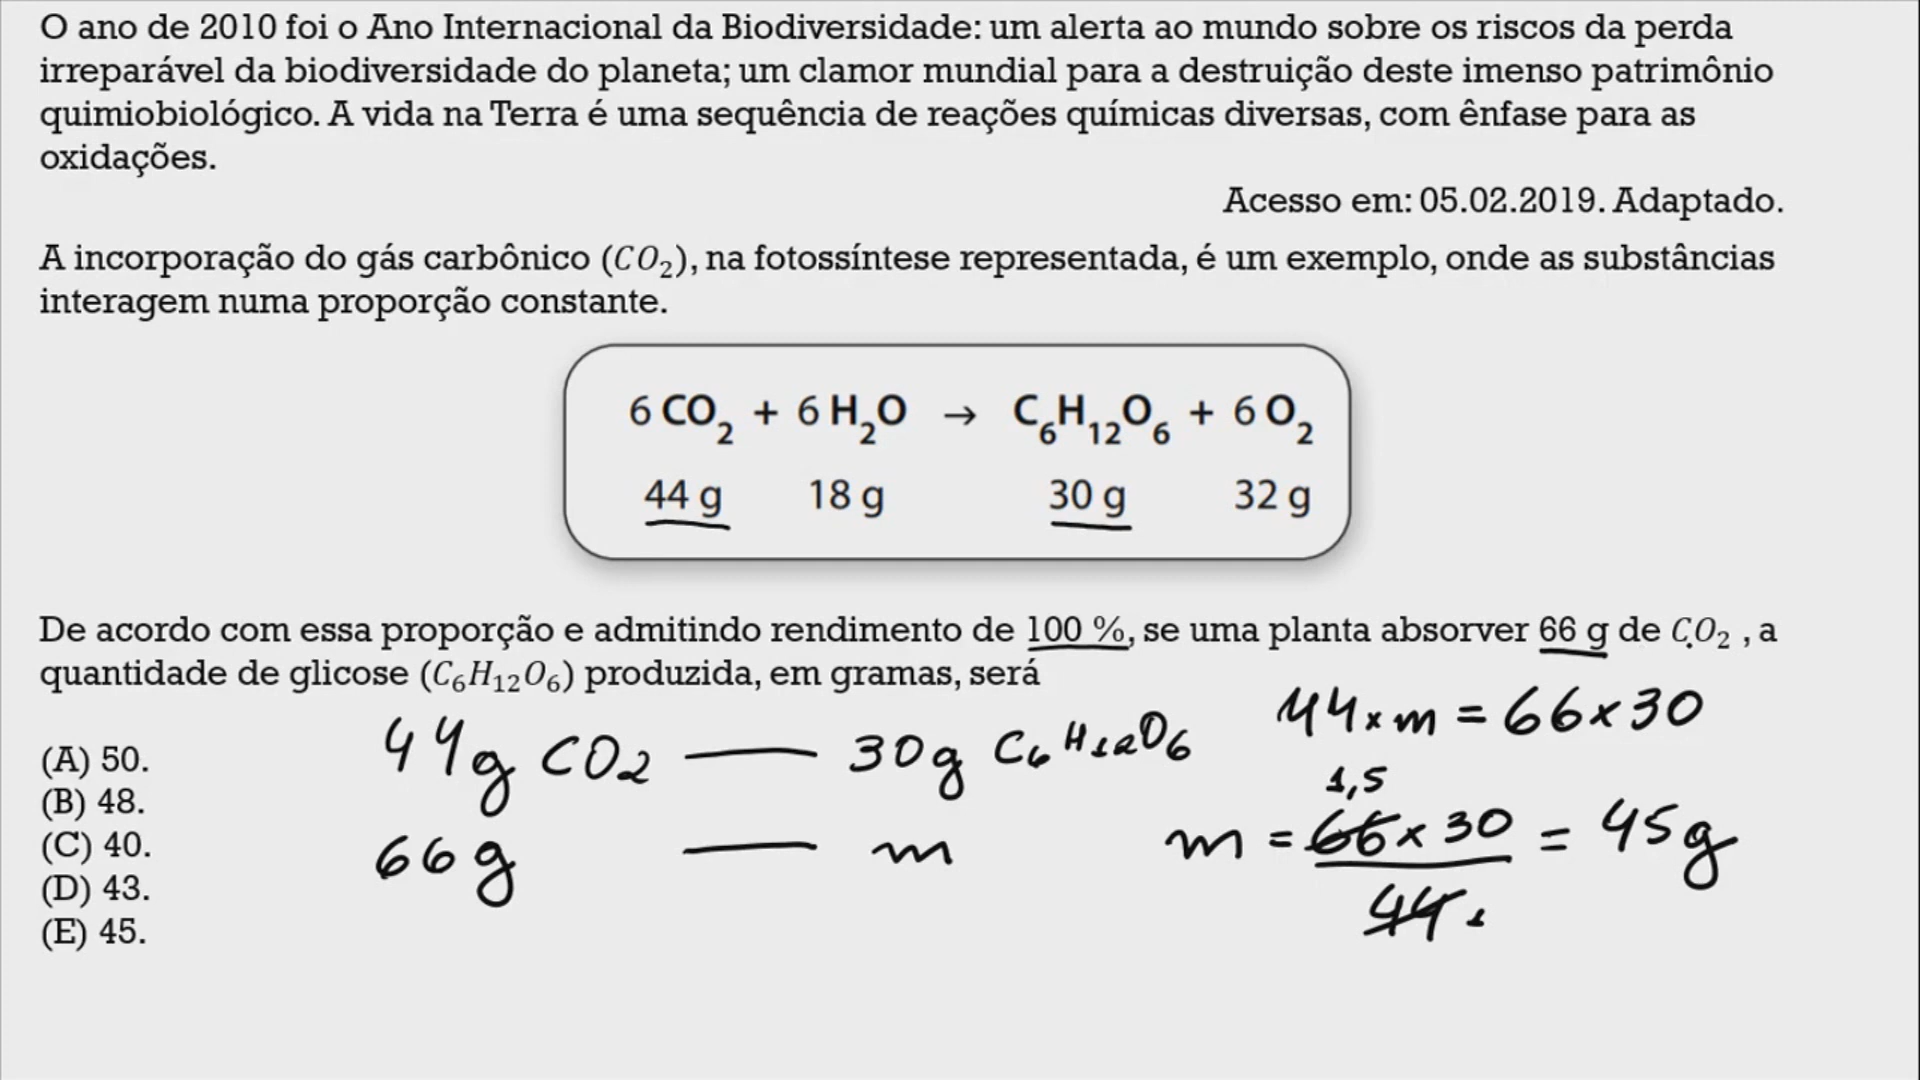 O ano de 2010 foi o Ano Internacional da Biodiversidade: um alerta ao mundo sobre os riscos da perda
irreparável da biodiversidade do planeta; um clamor mundial para a destruição deste imenso patrimônio
quimiobiológico. A vida na Terra é uma sequência de reações químicas diversas, com ênfase para as
oxidações.
Acesso em: 05.02.2019. Adaptado.
A incorporação do gás carbônico (CO₂), na fotossíntese representada, é um exemplo, onde as substâncias
interagem numa proporção constante.
6 CO₂ + 6 H₂O → C₆H₁₂O₆ + 6 O₂
44 g 18 g 30 g 32 g
De acordo com essa proporção e admitindo rendimento de 100 %, se uma planta absorver 66 g de CO₂ , a
quantidade de glicose (C₆H₁₂O₆) produzida, em gramas, será
(A) 50.
(B) 48.
(C) 40.
(D) 43.
(E) 45.
44g CO₂ — 30g C₆H₁₂O₆
66g — m
44 x m = 66 x 30
1,5
m = 66 x 30 = 45g
44 1